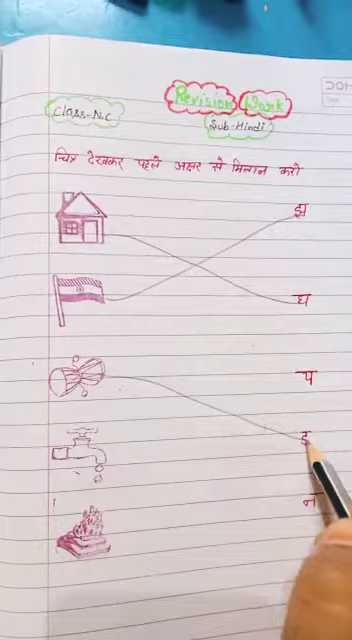 Revision Work
Class-N.C
Sub-Hindi
चित्र देखकर पहले अक्षर से मिलान करो
झ
घ
प
ड
न